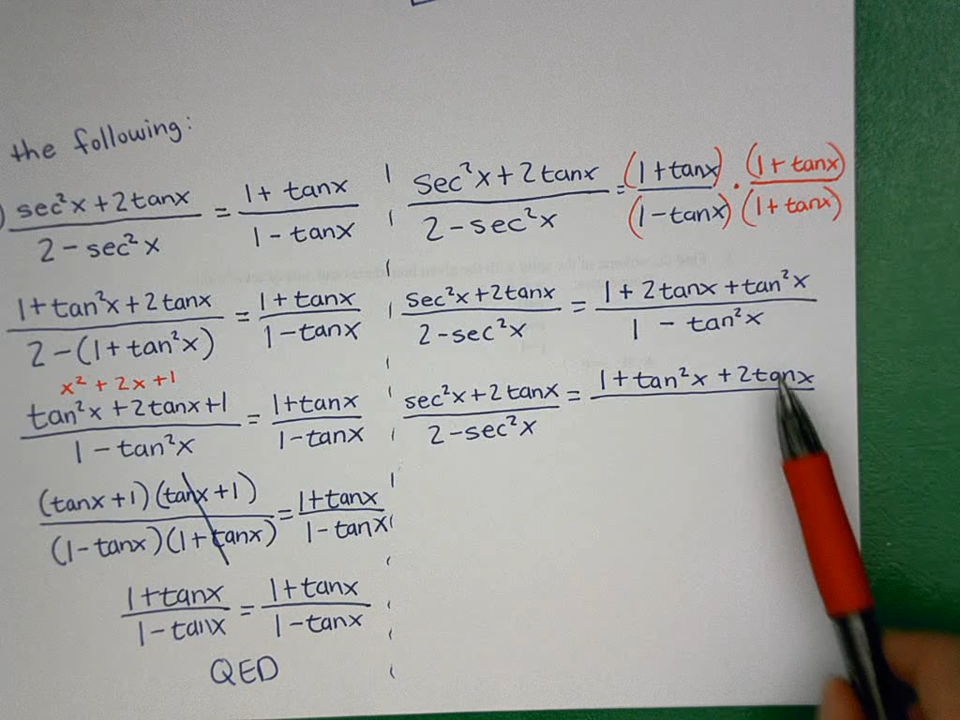 the following:
) sec²x + 2tanx / 2 - sec²x = 1 + tanx / 1 - tanx
1 + tan²x + 2tanx / 2 - (1 + tan²x) = 1 + tanx / 1 - tanx
x² + 2x + 1
tan²x + 2tanx + 1 / 1 - tan²x = 1 + tanx / 1 - tanx
(tanx + 1)(tanx + 1) / (1 - tanx)(1 + tanx) = 1 + tanx / 1 - tanx
1 + tanx / 1 - tanx = 1 + tanx / 1 - tanx
QED
sec²x + 2tanx / 2 - sec²x = (1 + tanx) / (1 - tanx) · (1 + tanx) / (1 + tanx)
sec²x + 2tanx / 2 - sec²x = 1 + 2tanx + tan²x / 1 - tan²x
sec²x + 2tanx / 2 - sec²x = 1 + tan²x + 2tanx